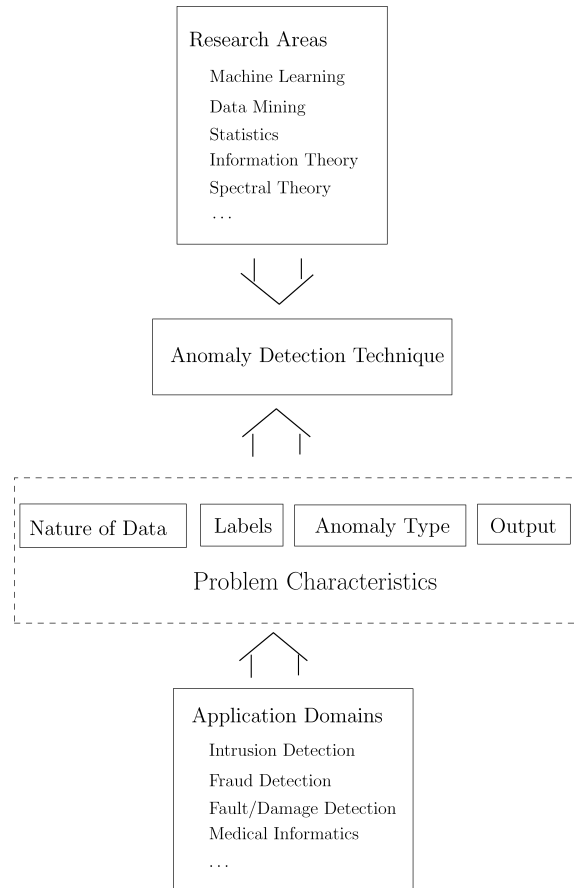 Research Areas
Machine Learning
Data Mining
Statistics
Information Theory
Spectral Theory
...
Anomaly Detection Technique
Nature of Data
Labels
Anomaly Type
Output
Problem Characteristics
Application Domains
Intrusion Detection
Fraud Detection
Fault/Damage Detection
Medical Informatics
...